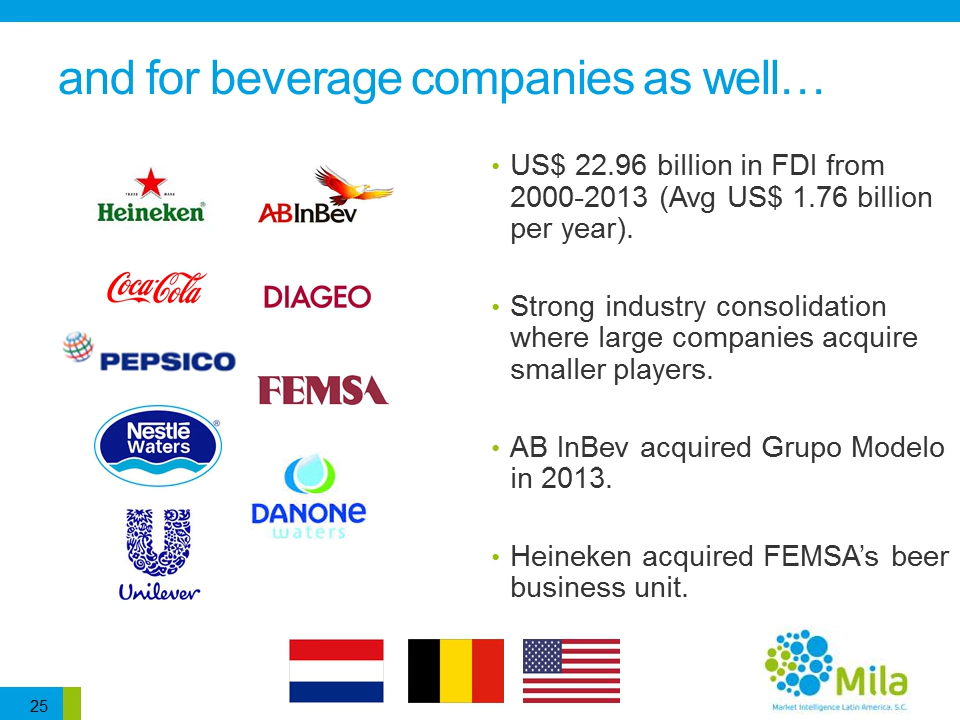 and for beverage companies as well…
TRADE MARK
Heineken®
ABInBev
Coca-Cola
DIAGEO
PEPSICO
FEMSA
Nestlé®
Waters
DANONE
waters
Unilever
• US$ 22.96 billion in FDI from
2000-2013 (Avg US$ 1.76 billion
per year).
• Strong industry consolidation
where large companies acquire
smaller players.
• AB InBev acquired Grupo Modelo
in 2013.
• Heineken acquired FEMSA’s beer
business unit.
Mila
Market Intelligence Latin America, S.C.
25